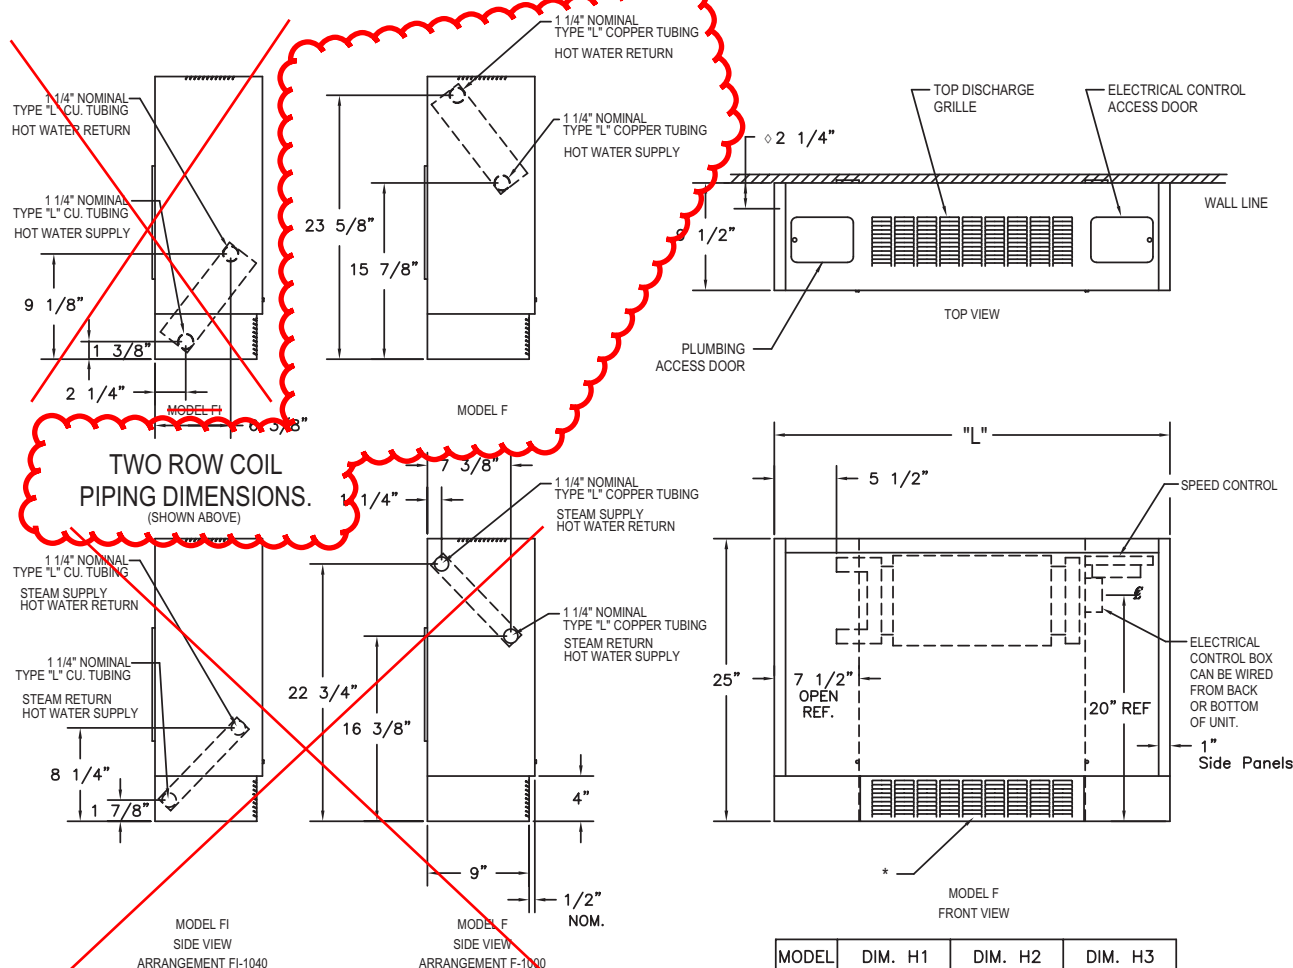 1 1/4" NOMINAL
TYPE "L" CU. TUBING
HOT WATER RETURN
1 1/4" NOMINAL
TYPE "L" CU. TUBING
HOT WATER SUPPLY
9 1/8"
1 3/8"
2 1/4"
MODEL FI
6 3/8"
1 1/4" NOMINAL
TYPE "L" COPPER TUBING
HOT WATER RETURN
1 1/4" NOMINAL
TYPE "L" COPPER TUBING
HOT WATER SUPPLY
23 5/8"
15 7/8"
MODEL F
TWO ROW COIL
PIPING DIMENSIONS.
(SHOWN ABOVE)
TOP DISCHARGE
GRILLE
ELECTRICAL CONTROL
ACCESS DOOR
◊2 1/4"
WALL LINE
9 1/2"
TOP VIEW
PLUMBING
ACCESS DOOR
1 1/4" NOMINAL
TYPE "L" CU. TUBING
STEAM SUPPLY
HOT WATER RETURN
1 1/4" NOMINAL
TYPE "L" CU. TUBING
STEAM RETURN
HOT WATER SUPPLY
8 1/4"
1 7/8"
MODEL FI
SIDE VIEW
ARRANGEMENT FI-1040
7 3/8"
1 1/4"
1 1/4" NOMINAL
TYPE "L" COPPER TUBING
STEAM SUPPLY
HOT WATER RETURN
1 1/4" NOMINAL
TYPE "L" COPPER TUBING
STEAM RETURN
HOT WATER SUPPLY
22 3/4"
16 3/8"
4"
9"
1/2"
NOM.
MODEL F
SIDE VIEW
ARRANGEMENT F-1000
"L"
5 1/2"
SPEED CONTROL
℄
ELECTRICAL
CONTROL BOX
CAN BE WIRED
FROM BACK
OR BOTTOM
OF UNIT.
25"
7 1/2"
OPEN
REF.
20" REF
1"
Side Panels
*
MODEL F
FRONT VIEW
MODEL DIM. H1 DIM. H2 DIM. H3